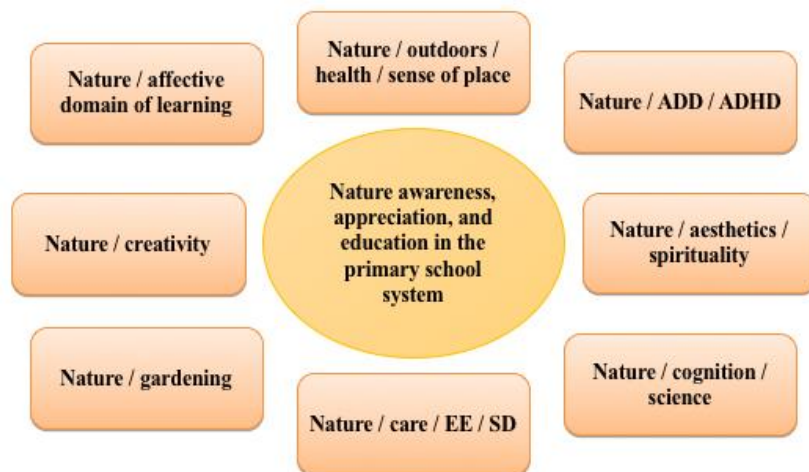 Nature / outdoors /
health / sense of place
Nature / affective
domain of learning
Nature / ADD / ADHD
Nature awareness,
appreciation, and
education in the
primary school
system
Nature / creativity
Nature / aesthetics /
spirituality
Nature / gardening
Nature / cognition /
science
Nature / care / EE / SD